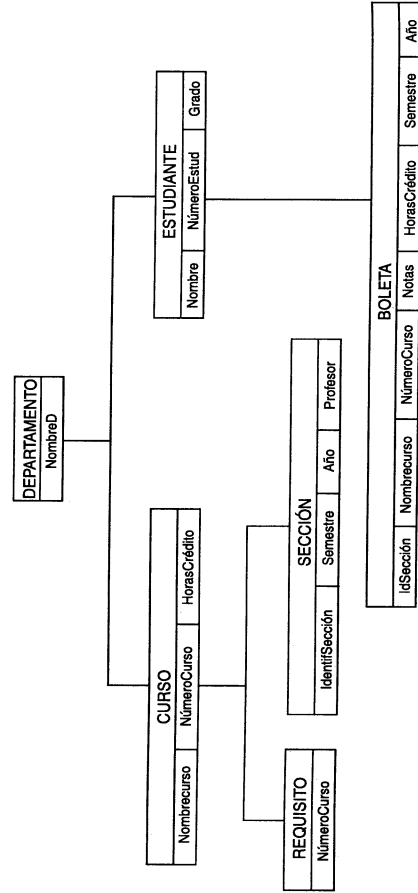 DEPARTAMENTO
NombreD
CURSO
Nombrecurso NúmeroCurso HorasCrédito
ESTUDIANTE
Nombre NúmeroEstud Grado
REQUISITO
NúmeroCurso
SECCIÓN
IdentifSección Semestre Año Profesor
BOLETA
IdSección Nombrecurso NúmeroCurso Notas HorasCrédito Semestre Año